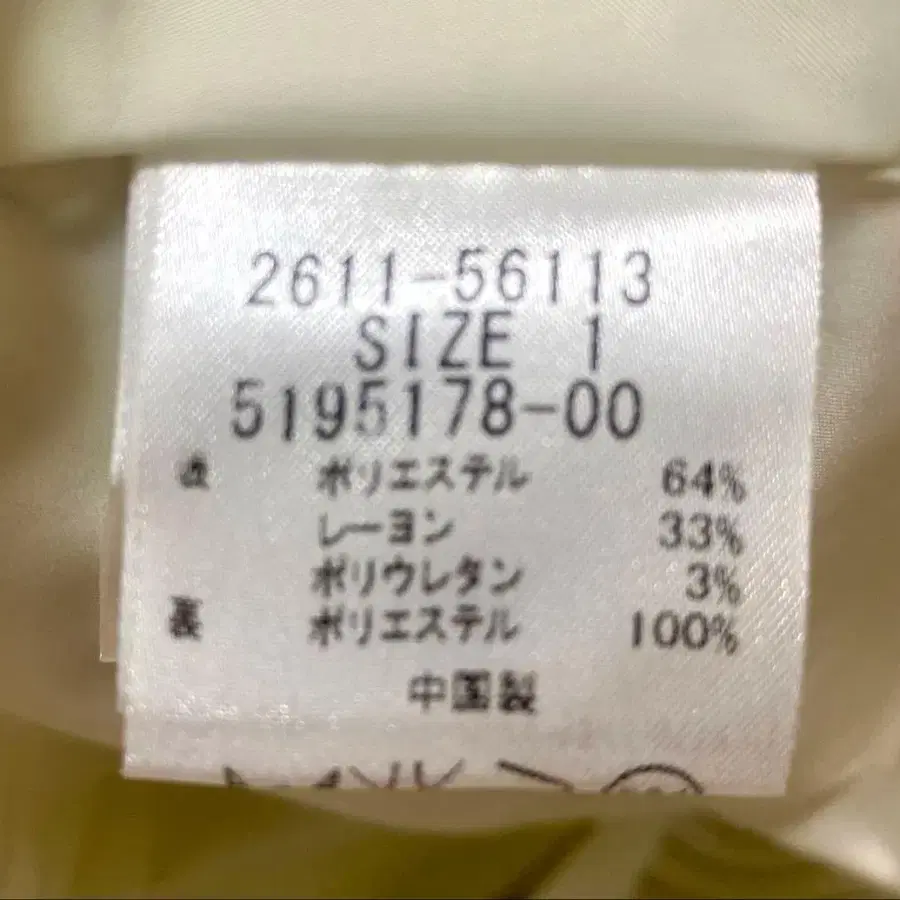 2611-56113
SIZE 1
5195178-00
ポリエステル 64%
レーヨン 33%
ポリウレタン 3%
裏 ポリエステル 100%
中国製